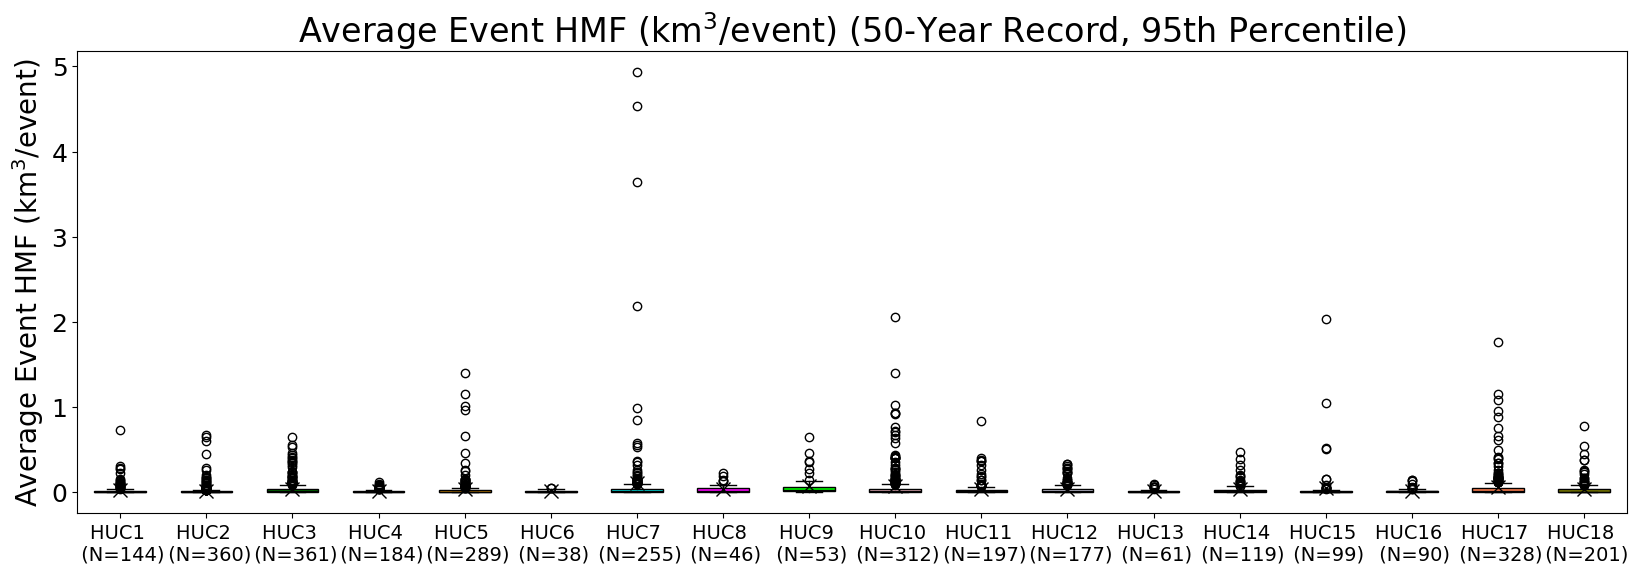 Average Event HMF (km³/event) (50-Year Record, 95th Percentile)
Average Event HMF (km³/event)
5
4
3
2
1
0
HUC1 HUC2 HUC3 HUC4 HUC5 HUC6 HUC7 HUC8 HUC9 HUC10 HUC11 HUC12 HUC13 HUC14 HUC15 HUC16 HUC17 HUC18
(N=144) (N=360) (N=361) (N=184) (N=289) (N=38) (N=255) (N=46) (N=53) (N=312) (N=197) (N=177) (N=61) (N=119) (N=99) (N=90) (N=328) (N=201)